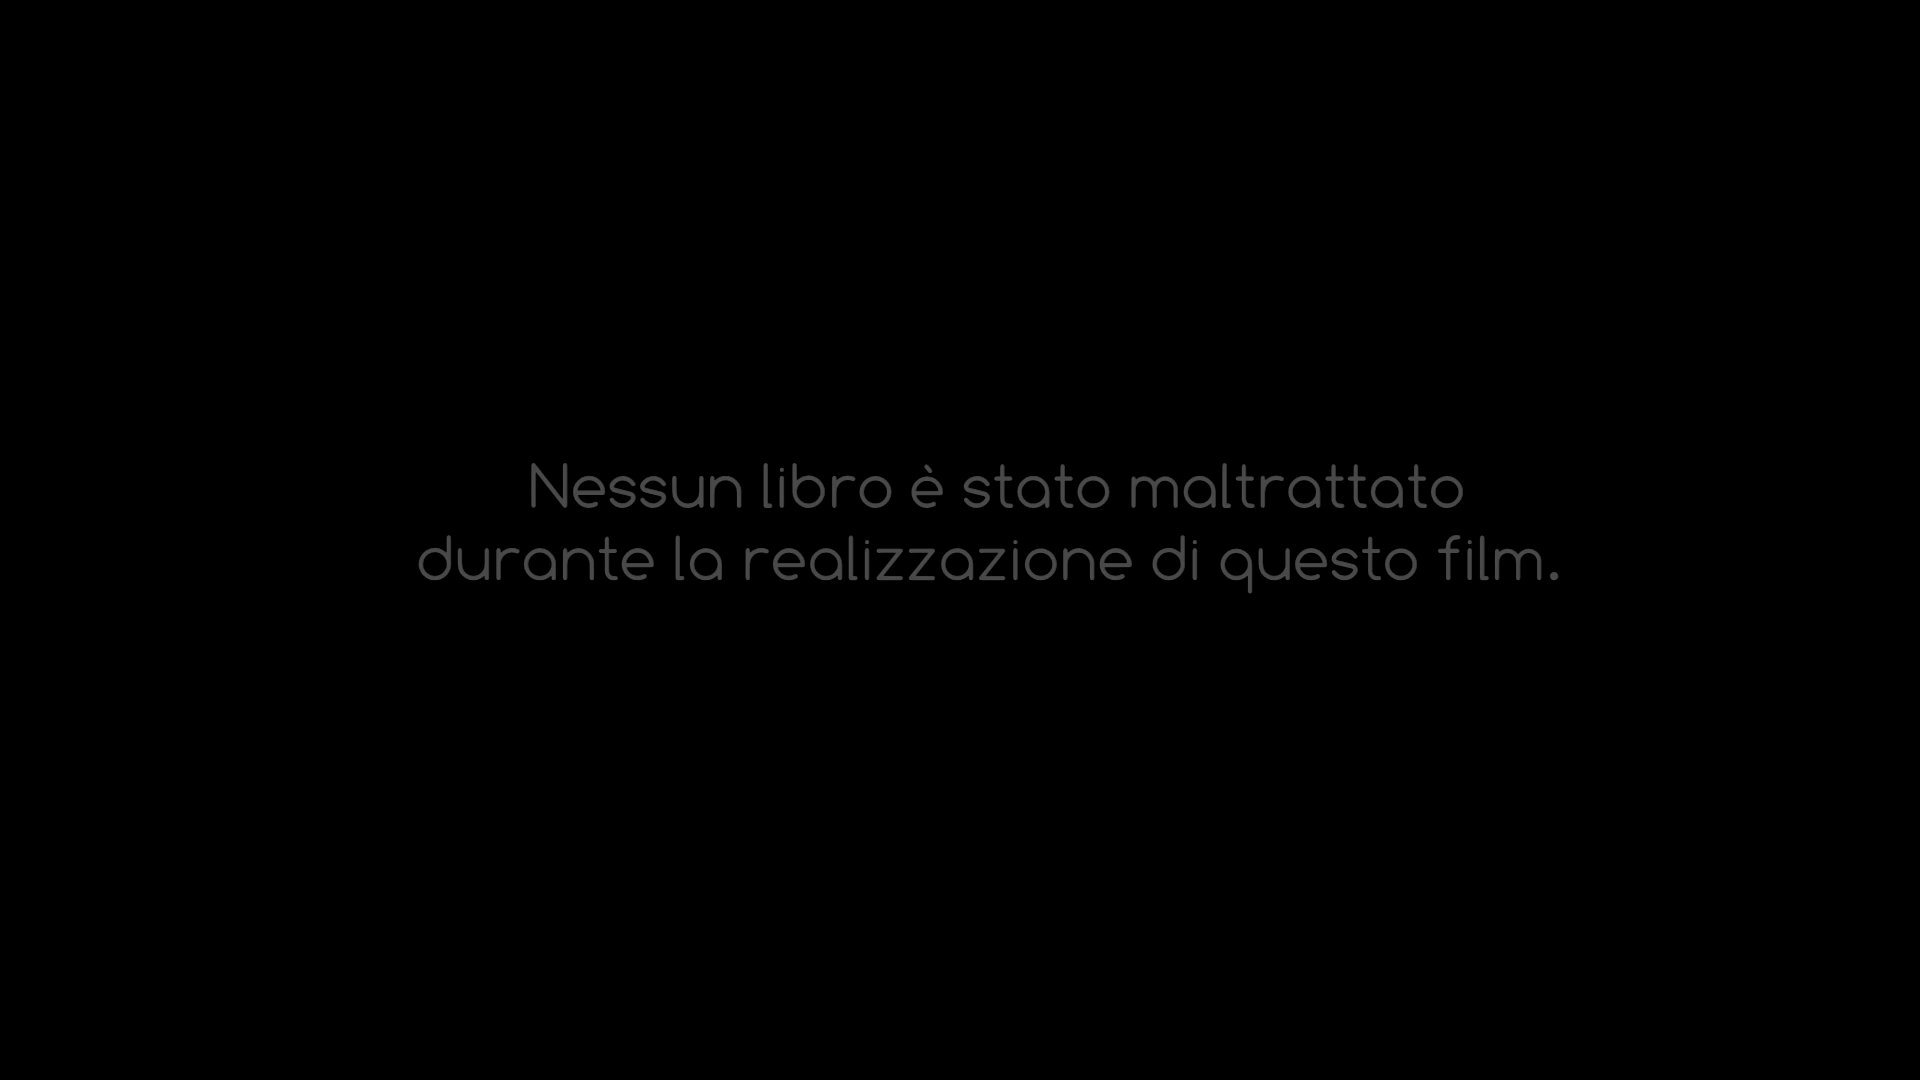 Nessun libro è stato maltrattato
durante la realizzazione di questo film.